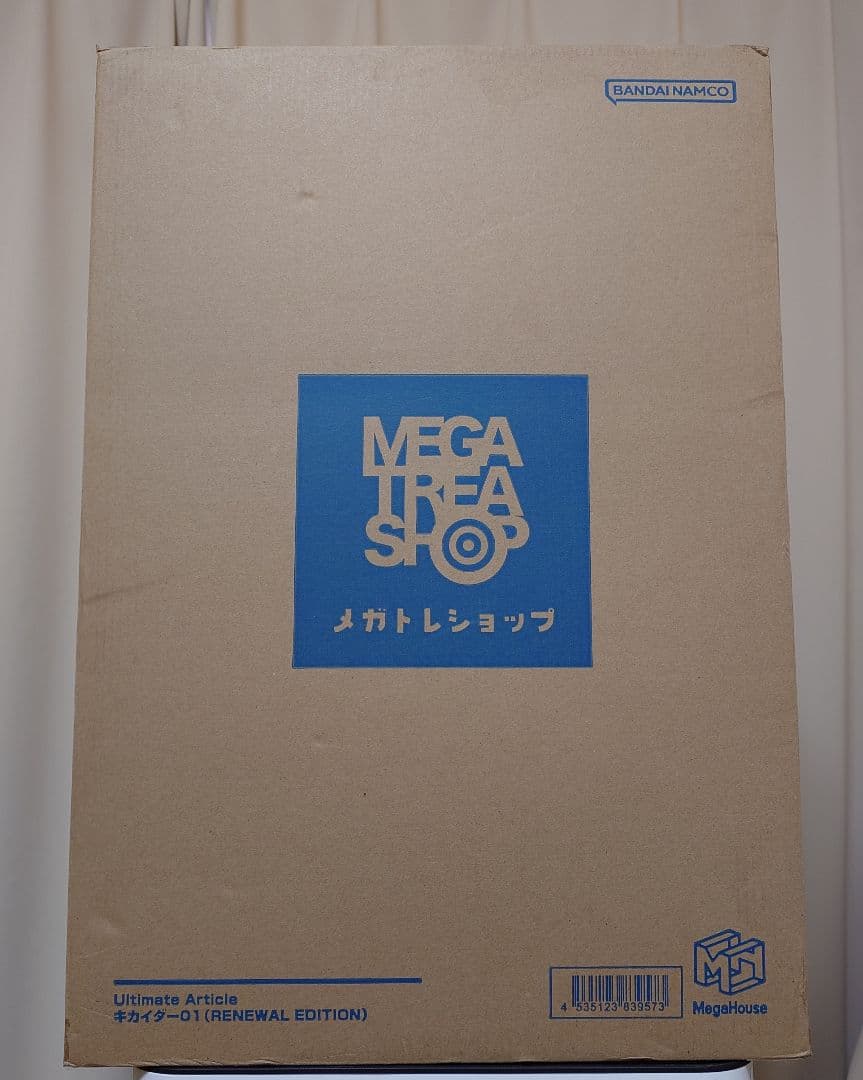 BANDAI NAMCO
MEGA
TREA
SHOP
メガトレショップ
Ultimate Article
キカイダー01(RENEWAL EDITION)
4 535123 839573
MegaHouse